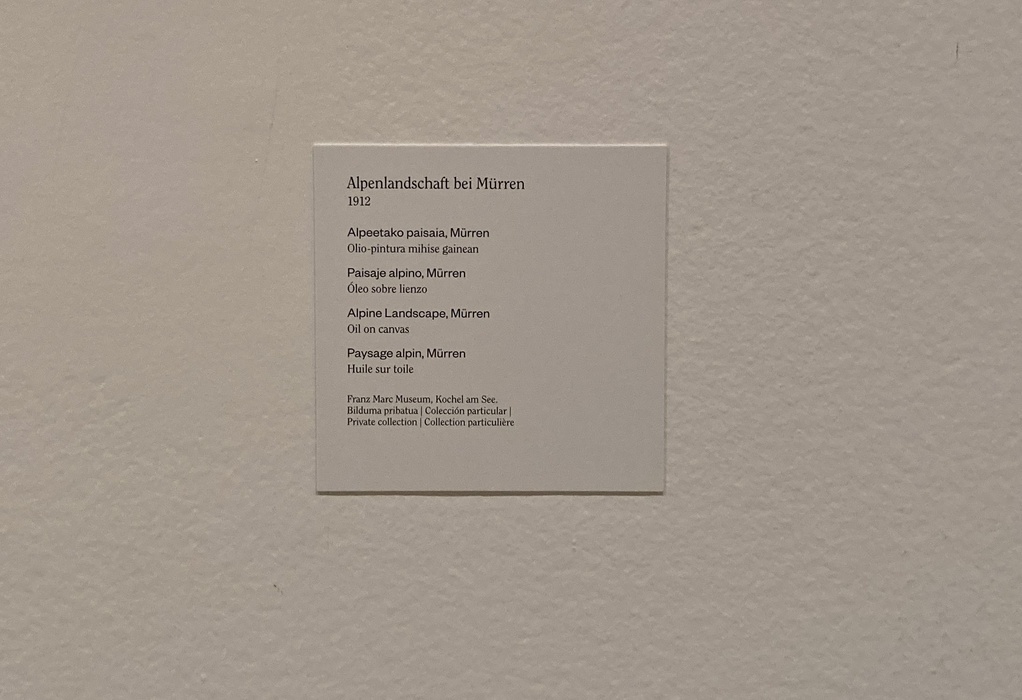 Alpenlandschaft bei Mürren
1912
Alpeetako paisaia, Mürren
Olio-pintura mihise gainean
Paisaje alpino, Mürren
Óleo sobre lienzo
Alpine Landscape, Mürren
Oil on canvas
Paysage alpin, Mürren
Huile sur toile
Franz Marc Museum, Kochel am See.
Bilduma pribatua | Colección particular |
Private collection | Collection particulière